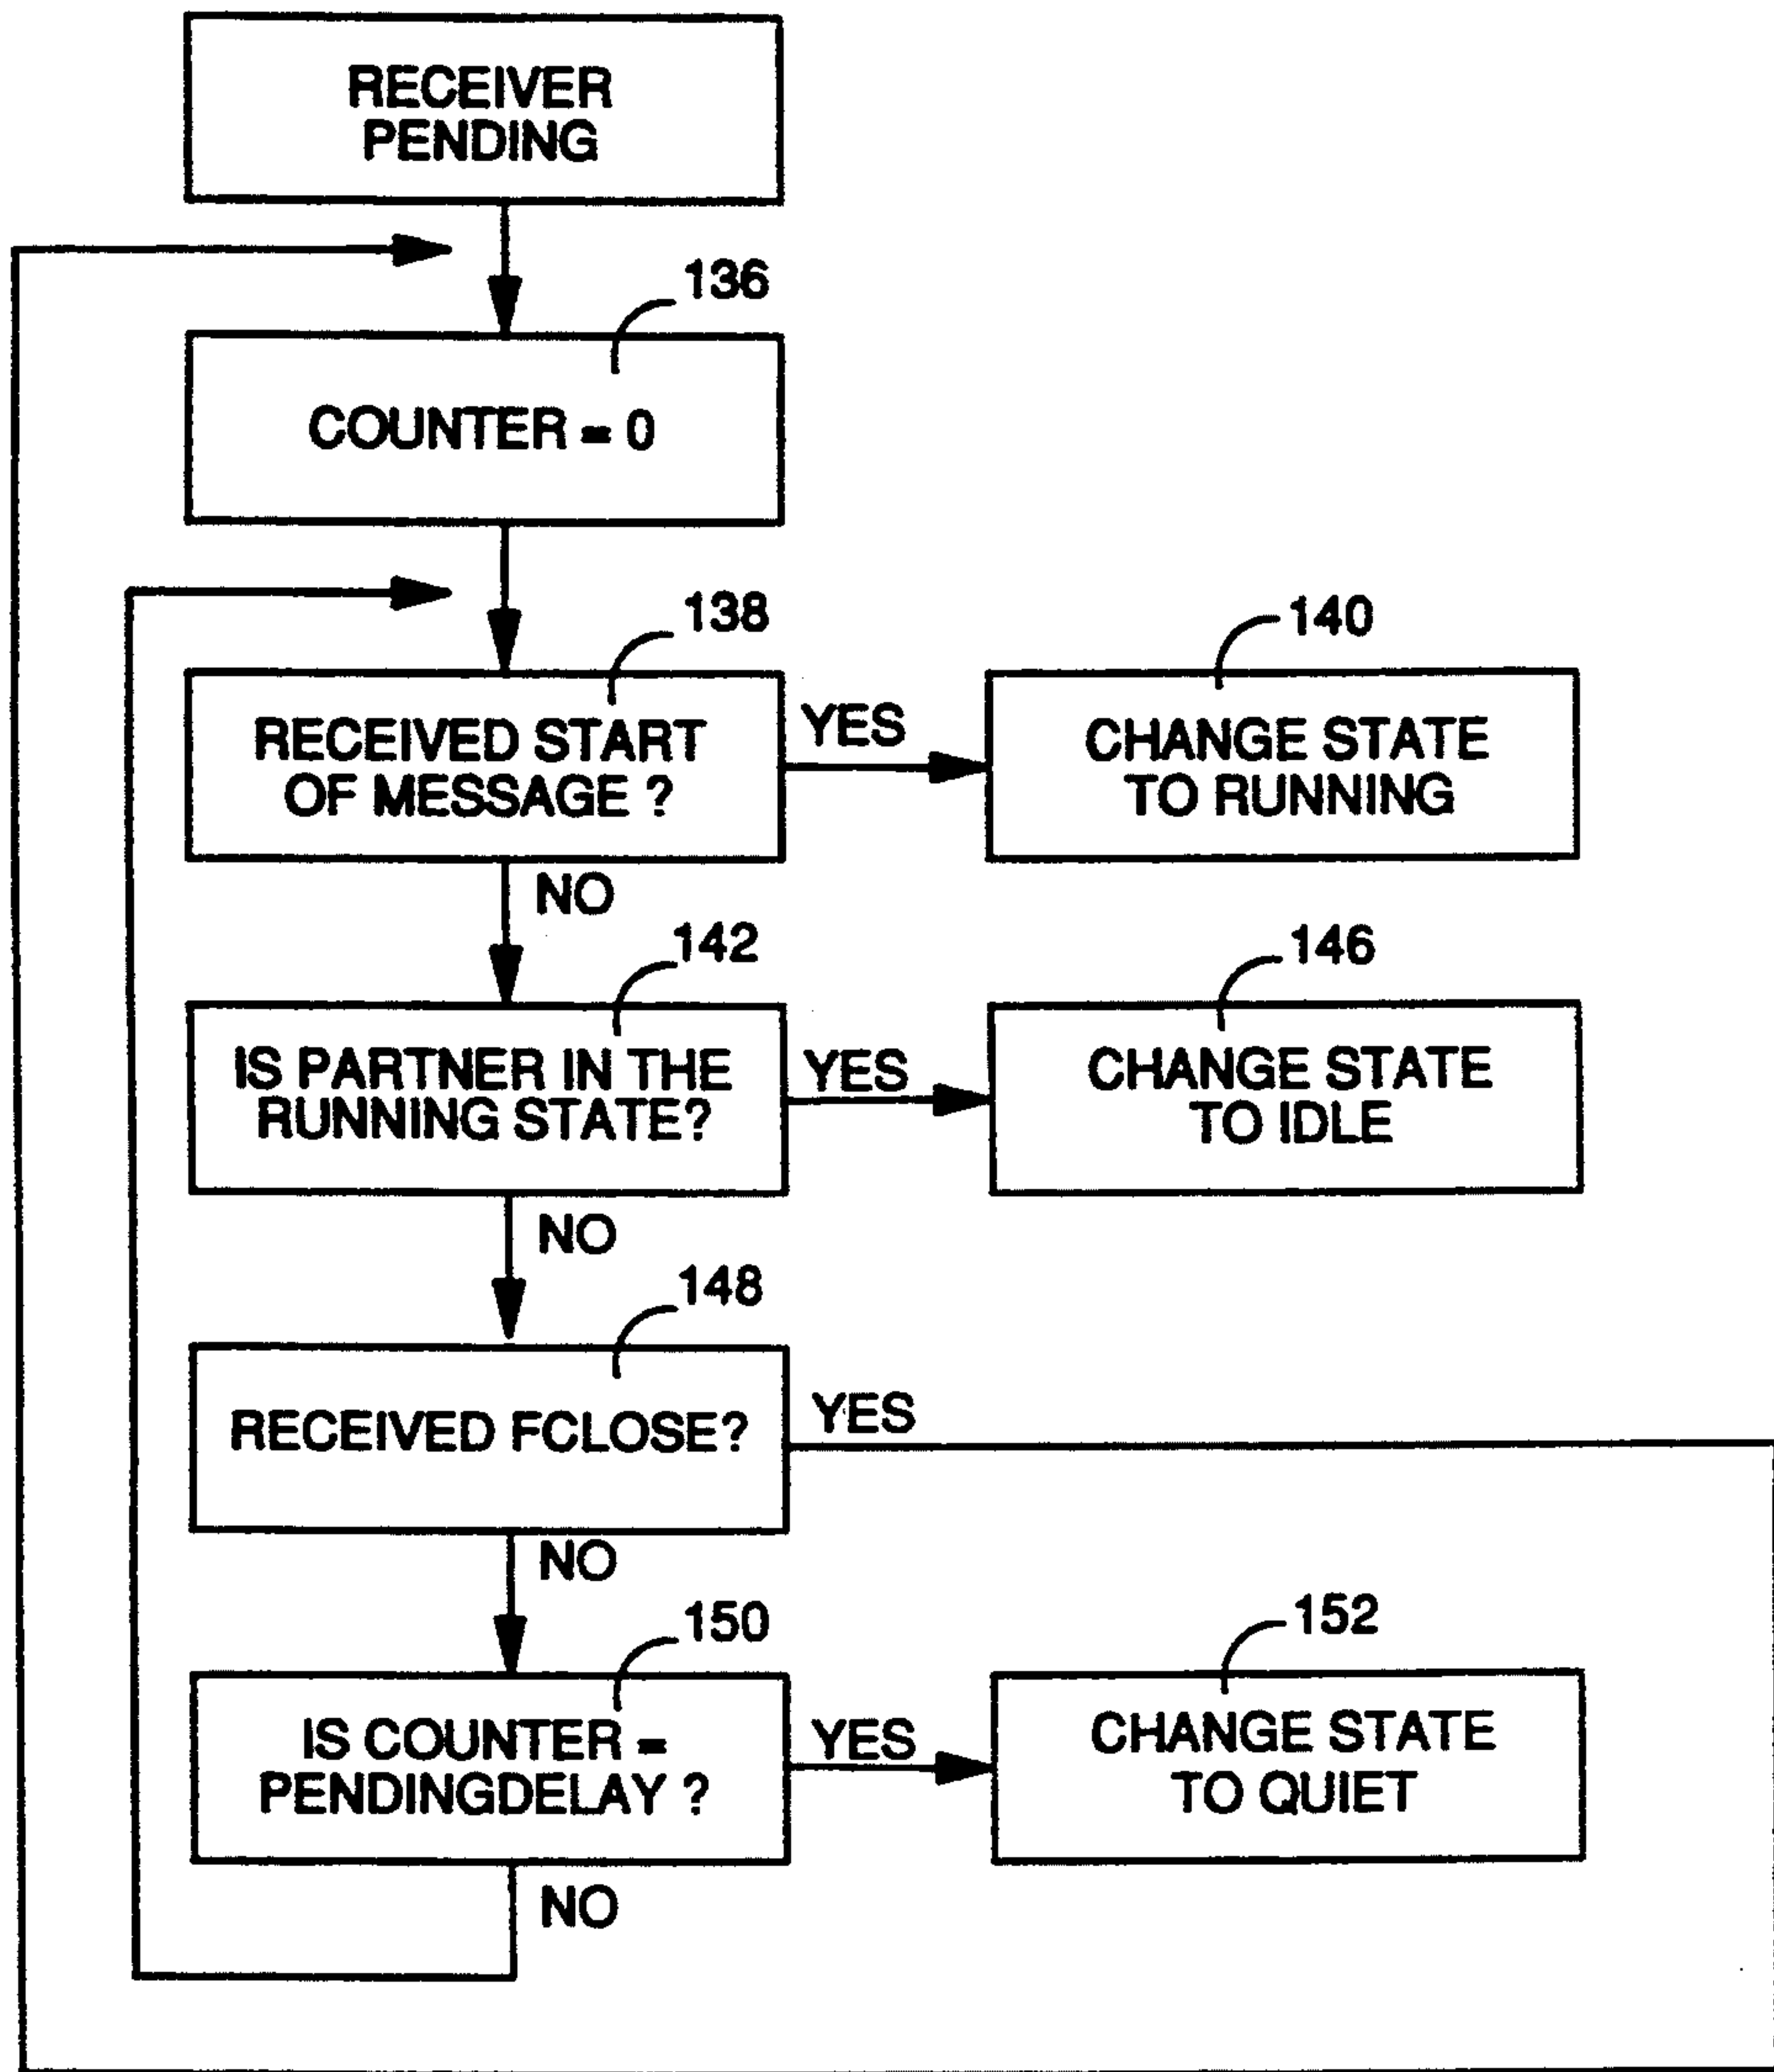 RECEIVER
PENDING
136
COUNTER = 0
138
RECEIVED START
OF MESSAGE ?
YES
140
CHANGE STATE
TO RUNNING
NO
142
IS PARTNER IN THE
RUNNING STATE?
YES
146
CHANGE STATE
TO IDLE
NO
148
RECEIVED FCLOSE?
YES
NO
150
IS COUNTER =
PENDINGDELAY ?
YES
152
CHANGE STATE
TO QUIET
NO